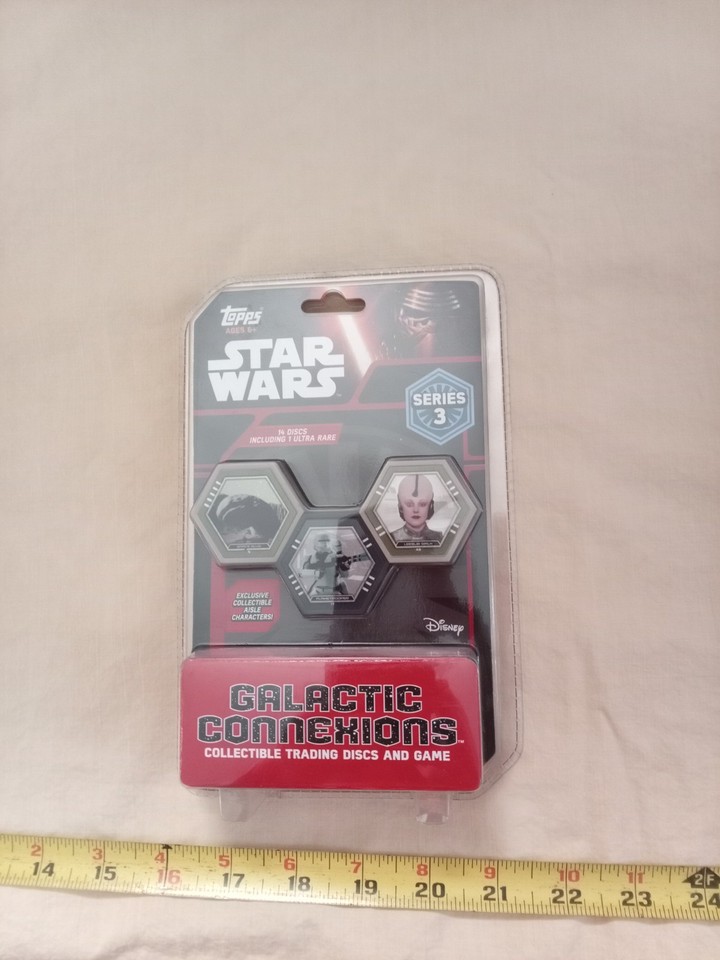 Topps
AGES 6+
STAR
WARS
SERIES
3
14 DISCS
INCLUDING 1 ULTRA RARE
EXCLUSIVE
COLLECTIBLE
AISLE
CHARACTERS!
Disney
GALACTIC
CONNEXIONS™
COLLECTIBLE TRADING DISCS AND GAME
2 3 4 5 6 7 8 9 10 11 2F
14 15 16 17 18 19 20 21 22 23 24